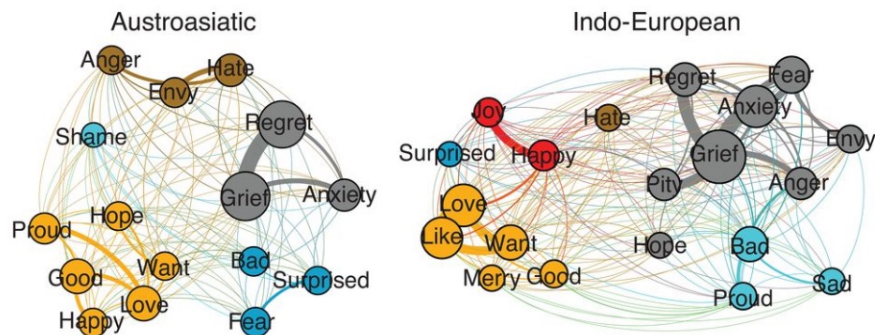 Austroasiatic
Anger
Hate
Envy
Shame
Regret
Grief
Anxiety
Hope
Proud
Good
Want
Love
Happy
Bad
Surprised
Fear
Indo-European
Regret
Fear
Anxiety
Joy
Hate
Surprised
Happy
Grief
Envy
Pity
Anger
Love
Like
Want
Hope
Bad
Merry
Good
Proud
Sad